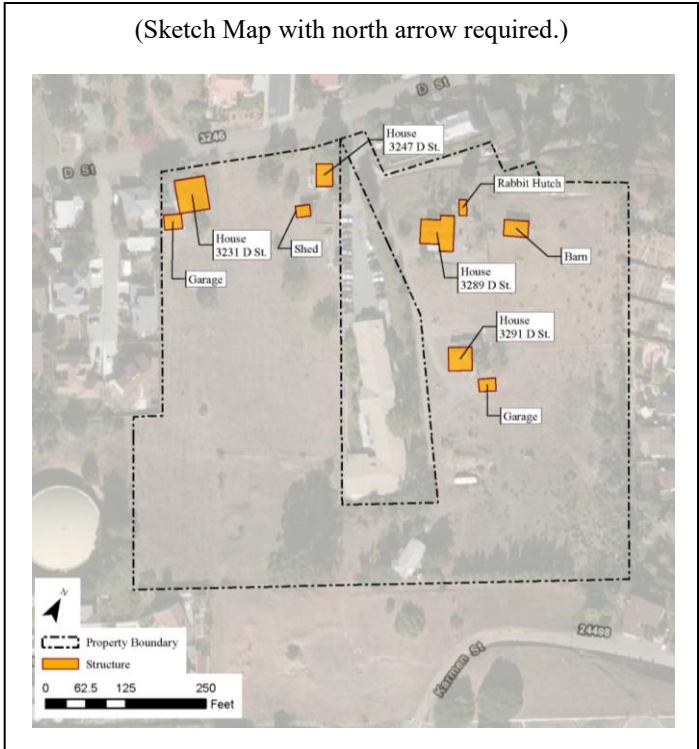 (Sketch Map with north arrow required.)
D St
3246
D St
House
3247 D St.
Rabbit Hutch
House
3231 D St.
Shed
Garage
Barn
House
3289 D St.
House
3291 D St.
Garage
24498
Karmen St
N
Property Boundary
Structure
0 62.5 125 250
Feet